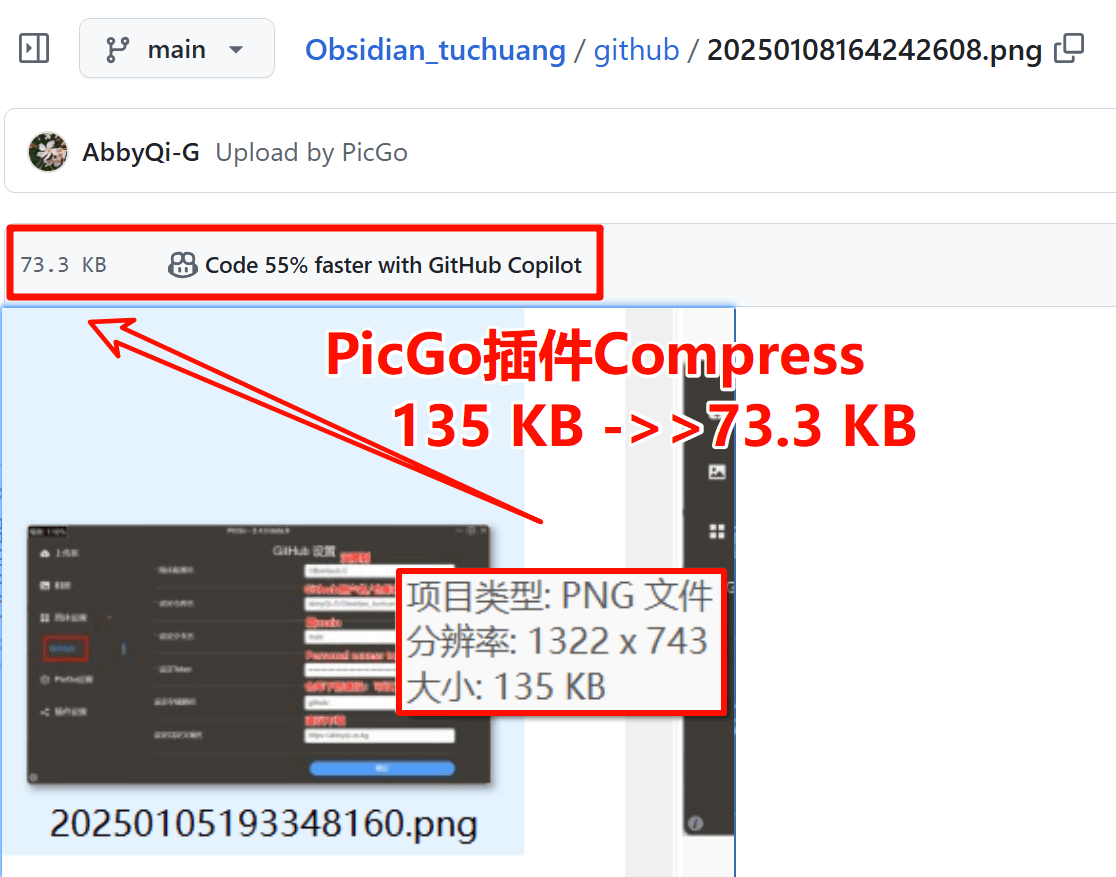 main
Obsidian_tuchuang / github / 20250108164242608.png
AbbyQi-G Upload by PicGo
73.3 KB Code 55% faster with GitHub Copilot
PicGo插件Compress
135 KB ->>73.3 KB
GitHub 设置
项目类型: PNG 文件
分辨率: 1322 x 743
大小: 135 KB
20250105193348160.png